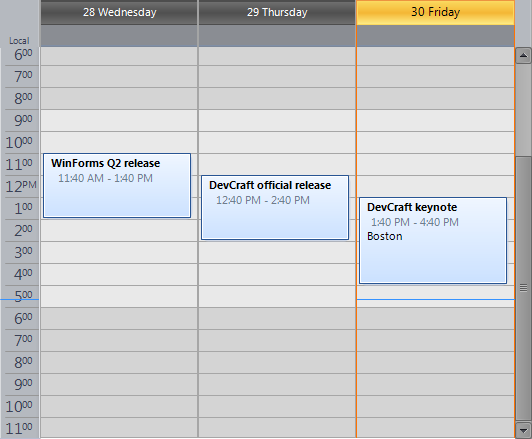 28 Wednesday
29 Thursday
30 Friday
Local
6 00
7 00
8 00
9 00
10 00
11 00
12 PM
1 00
2 00
3 00
4 00
5 00
6 00
7 00
8 00
9 00
10 00
11 00
WinForms Q2 release
11:40 AM - 1:40 PM
DevCraft official release
12:40 PM - 2:40 PM
DevCraft keynote
1:40 PM - 4:40 PM
Boston